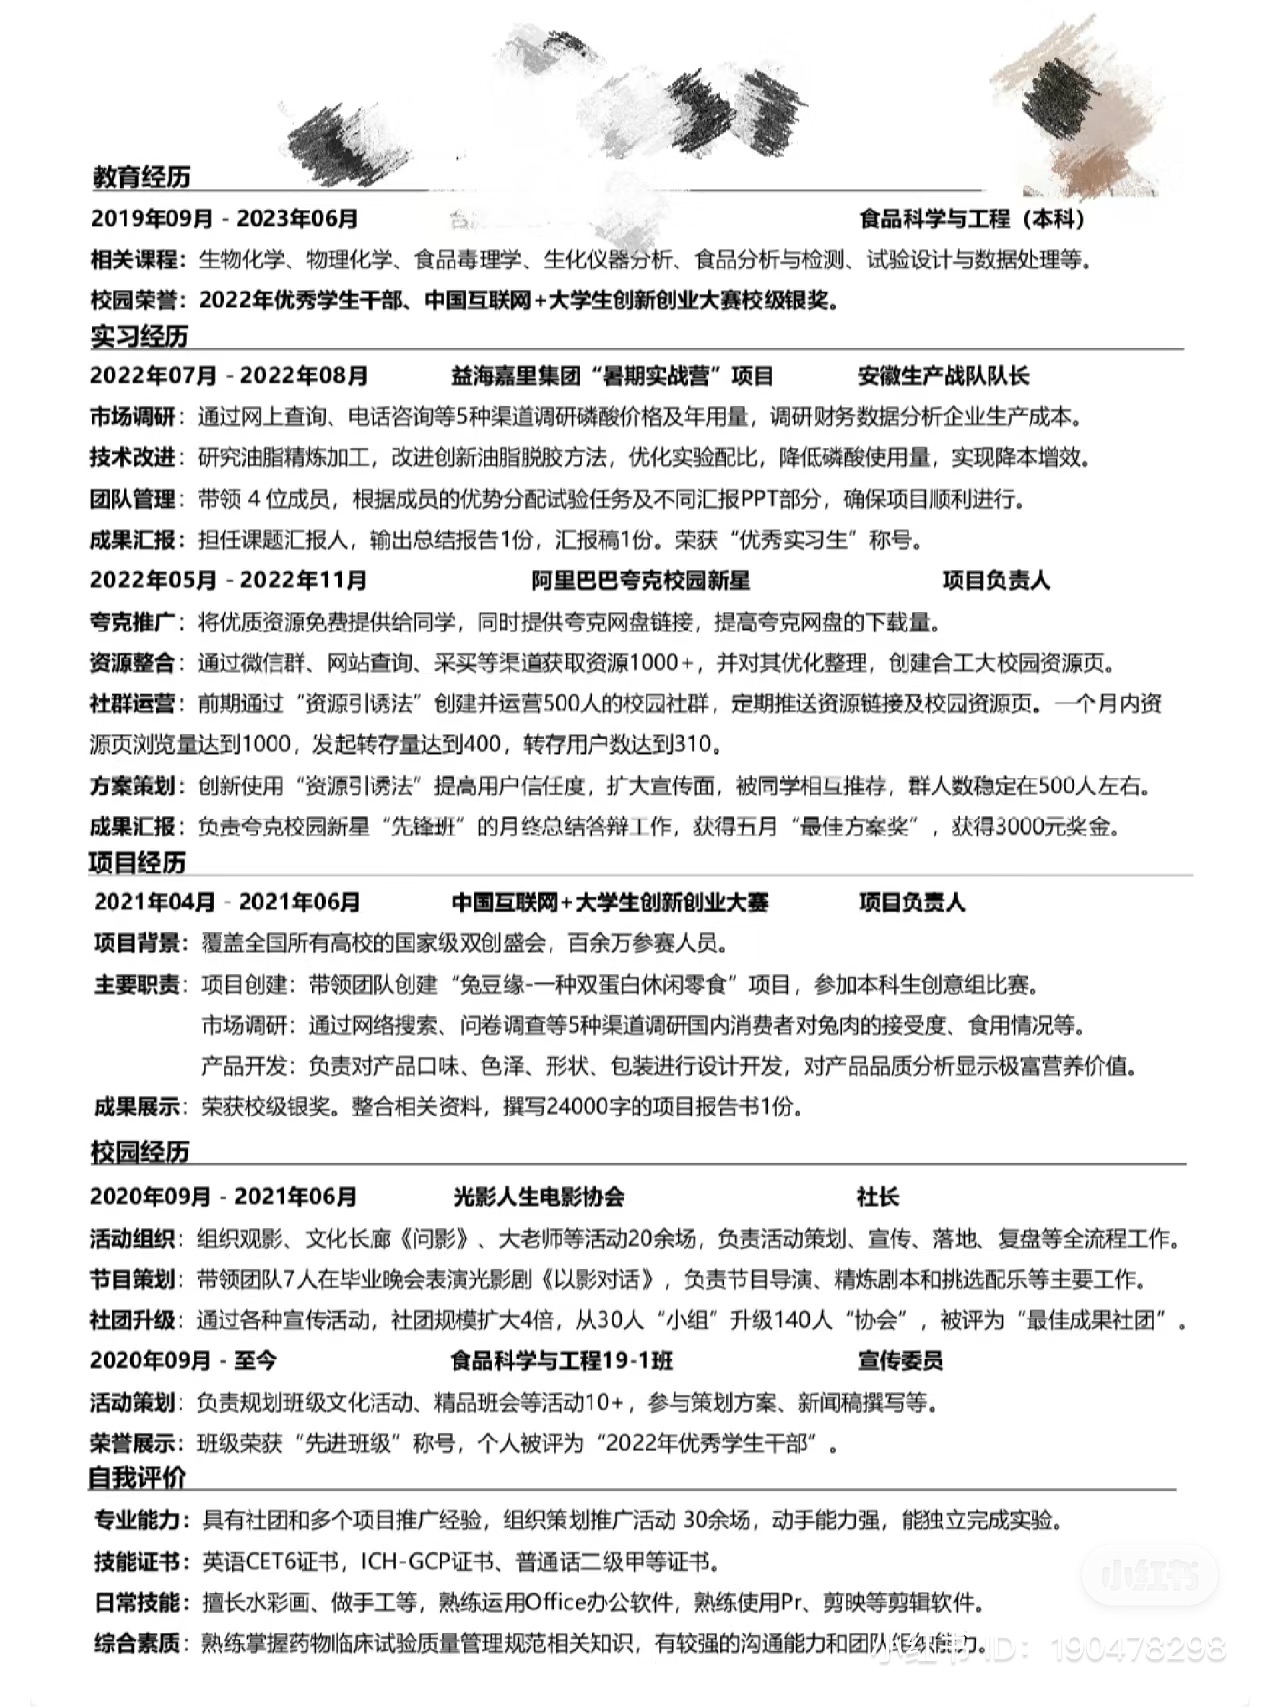 教育经历
2019年09月 - 2023年06月 食品科学与工程（本科）
相关课程：生物化学、物理化学、食品毒理学、生化仪器分析、食品分析与检测、试验设计与数据处理等。
校园荣誉：2022年优秀学生干部、中国互联网+大学生创新创业大赛校级银奖。
实习经历
2022年07月 - 2022年08月 益海嘉里集团“暑期实战营”项目 安徽生产战队队长
市场调研：通过网上查询、电话咨询等5种渠道调研磷酸价格及年用量，调研财务数据分析企业生产成本。
技术改进：研究油脂精炼加工，改进创新油脂脱胶方法，优化实验配比，降低磷酸使用量，实现降本增效。
团队管理：带领 4 位成员，根据成员的优势分配试验任务及不同汇报PPT部分，确保项目顺利进行。
成果汇报：担任课题汇报人，输出总结报告1份，汇报稿1份。荣获“优秀实习生”称号。
2022年05月 - 2022年11月 阿里巴巴夸克校园新星 项目负责人
夸克推广：将优质资源免费提供给同学，同时提供夸克网盘链接，提高夸克网盘的下载量。
资源整合：通过微信群、网站查询、采买等渠道获取资源1000+，并对其优化整理，创建合工大校园资源页。
社群运营：前期通过“资源引诱法”创建并运营500人的校园社群，定期推送资源链接及校园资源页。一个月内资
源页浏览量达到1000，发起转存量达到400，转存用户数达到310。
方案策划：创新使用“资源引诱法”提高用户信任度，扩大宣传面，被同学相互推荐，群人数稳定在500人左右。
成果汇报：负责夸克校园新星“先锋班”的月终总结答辩工作，获得五月“最佳方案奖”，获得3000元奖金。
项目经历
2021年04月 - 2021年06月 中国互联网+大学生创新创业大赛 项目负责人
项目背景：覆盖全国所有高校的国家级双创盛会，百余万参赛人员。
主要职责：项目创建：带领团队创建“兔豆缘-一种双蛋白休闲零食”项目，参加本科生创意组比赛。
市场调研：通过网络搜索、问卷调查等5种渠道调研国内消费者对兔肉的接受度、食用情况等。
产品开发：负责对产品口味、色泽、形状、包装进行设计开发，对产品品质分析显示极富营养价值。
成果展示：荣获校级银奖。整合相关资料，撰写24000字的项目报告书1份。
校园经历
2020年09月 - 2021年06月 光影人生电影协会 社长
活动组织：组织观影、文化长廊《问影》、大老师等活动20余场，负责活动策划、宣传、落地、复盘等全流程工作。
节目策划：带领团队7人在毕业晚会表演光影剧《以影对话》，负责节目导演、精炼剧本和挑选配乐等主要工作。
社团升级：通过各种宣传活动，社团规模扩大4倍，从30人“小组”升级140人“协会”，被评为“最佳成果社团”。
2020年09月 - 至今 食品科学与工程19-1班 宣传委员
活动策划：负责规划班级文化活动、精品班会等活动10+，参与策划方案、新闻稿撰写等。
荣誉展示：班级荣获“先进班级”称号，个人被评为“2022年优秀学生干部”。
自我评价
专业能力：具有社团和多个项目推广经验，组织策划推广活动 30余场，动手能力强，能独立完成实验。
技能证书：英语CET6证书，ICH-GCP证书、普通话二级甲等证书。
日常技能：擅长水彩画、做手工等，熟练运用Office办公软件，熟练使用Pr、剪映等剪辑软件。
综合素质：熟练掌握药物临床试验质量管理规范相关知识，有较强的沟通能力和团队组织能力。
小红书
小红书 ID：190478298